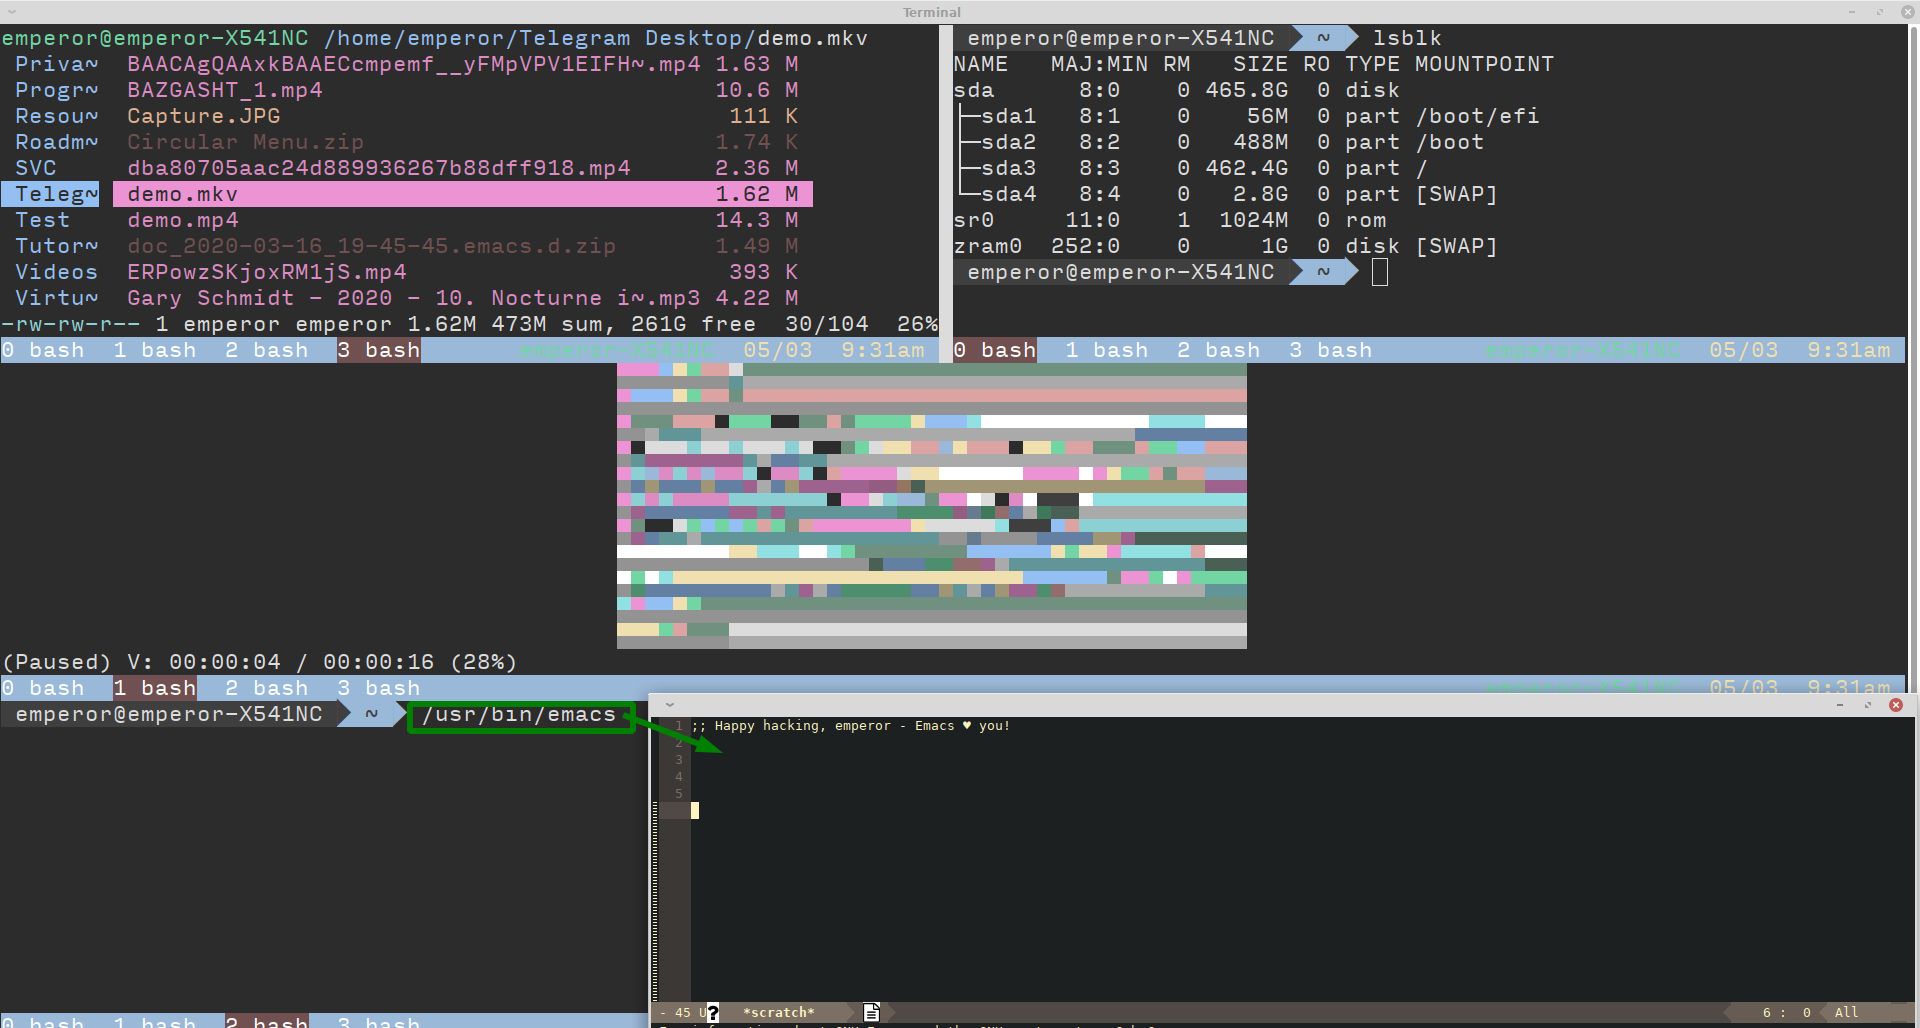 Terminal
emperor@emperor-X541NC /home/emperor/Telegram Desktop/demo.mkv
Priva~ BAACAgQAAxkBAAECcmpemf__yFMpVPV1EIFH~.mp4 1.63 M
Progr~ BAZGASHT_1.mp4 10.6 M
Resou~ Capture.JPG 111 K
Roadm~ Circular Menu.zip 1.74 K
SVC dba80705aac24d889936267b88dff918.mp4 2.36 M
Teleg~ demo.mkv 1.62 M
Test demo.mp4 14.3 M
Tutor~ doc_2020-03-16_19-45-45.emacs.d.zip 1.49 M
Videos ERPowzSKjoxRM1jS.mp4 393 K
Virtu~ Gary Schmidt - 2020 - 10. Nocturne i~.mp3 4.22 M
-rw-rw-r-- 1 emperor emperor 1.62M 473M sum, 261G free 30/104 26%
0 bash 1 bash 2 bash 3 bash emperor-X541NC 05/03 9:31am
emperor@emperor-X541NC ~ lsblk
NAME MAJ:MIN RM SIZE RO TYPE MOUNTPOINT
sda 8:0 0 465.8G 0 disk
├─sda1 8:1 0 56M 0 part /boot/efi
├─sda2 8:2 0 488M 0 part /boot
├─sda3 8:3 0 462.4G 0 part /
└─sda4 8:4 0 2.8G 0 part [SWAP]
sr0 11:0 1 1024M 0 rom
zram0 252:0 0 1G 0 disk [SWAP]
emperor@emperor-X541NC ~
0 bash 1 bash 2 bash 3 bash emperor-X541NC 05/03 9:31am
(Paused) V: 00:00:04 / 00:00:16 (28%)
0 bash 1 bash 2 bash 3 bash emperor-X541NC 05/03 9:31am
emperor@emperor-X541NC ~ /usr/bin/emacs
1 ;; Happy hacking, emperor - Emacs ♥ you!
2
3
4
5
- 45 U *scratch* 6 : 0 All
0 bash 1 bash 2 bash 3 bash